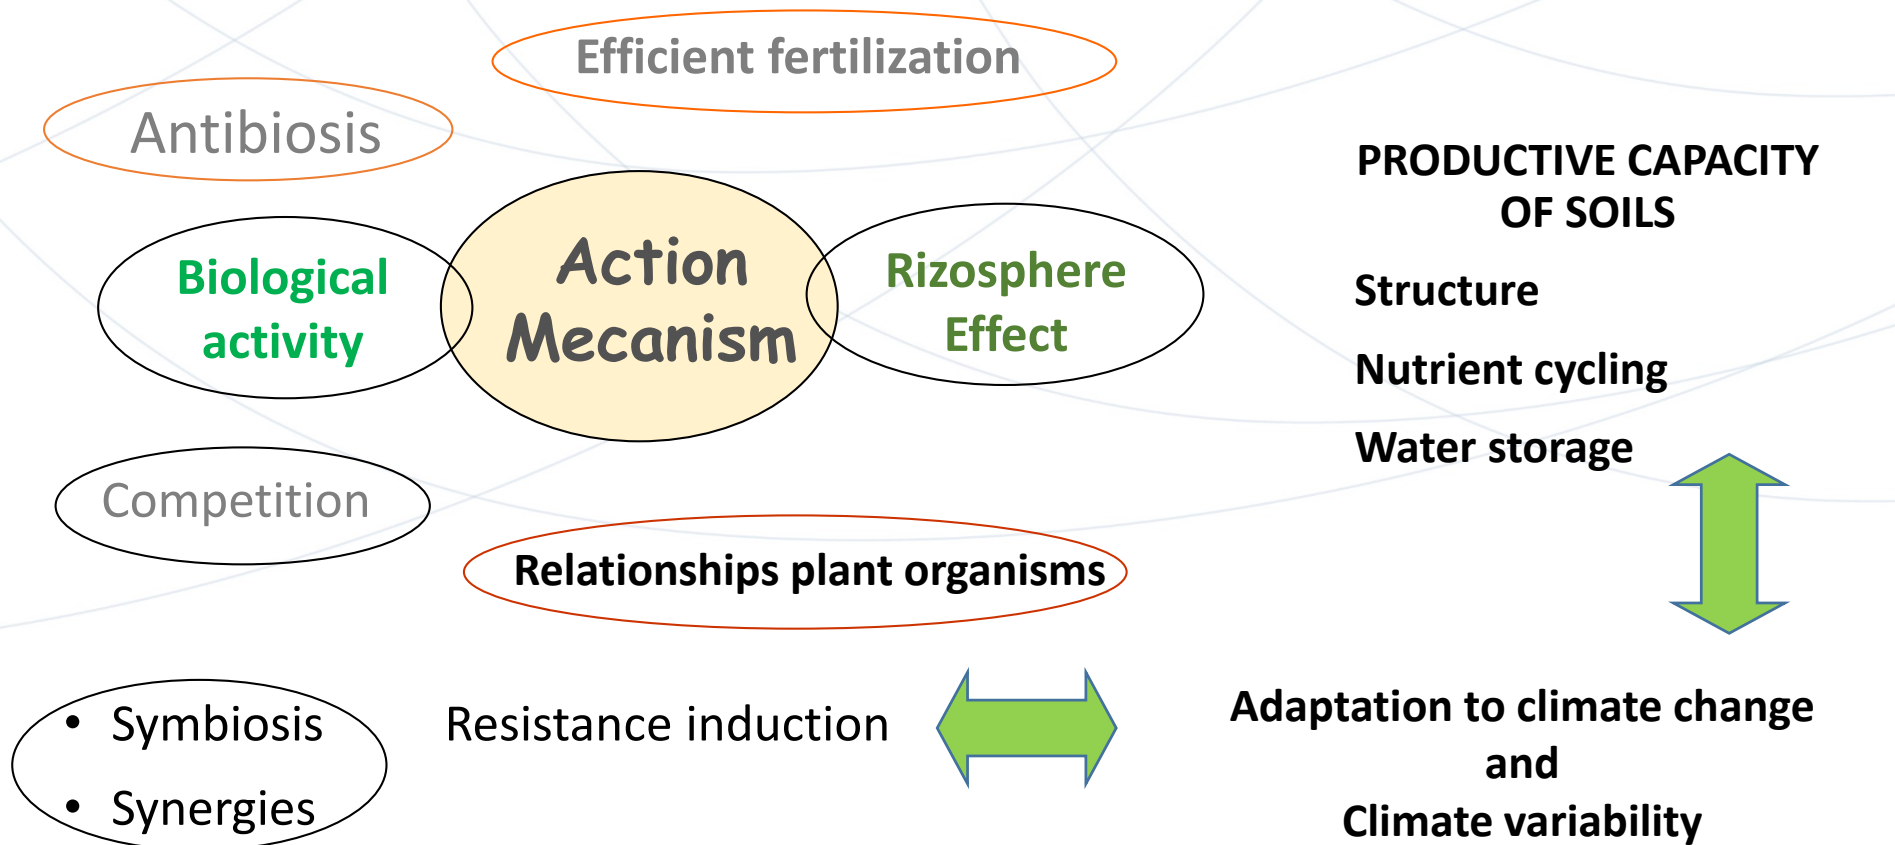 Efficient fertilization
Antibiosis
Biological
activity
Action
Mecanism
Rizosphere
Effect
Competition
Relationships plant organisms
• Symbiosis
• Synergies
Resistance induction
PRODUCTIVE CAPACITY
OF SOILS
Structure
Nutrient cycling
Water storage
Adaptation to climate change
and
Climate variability